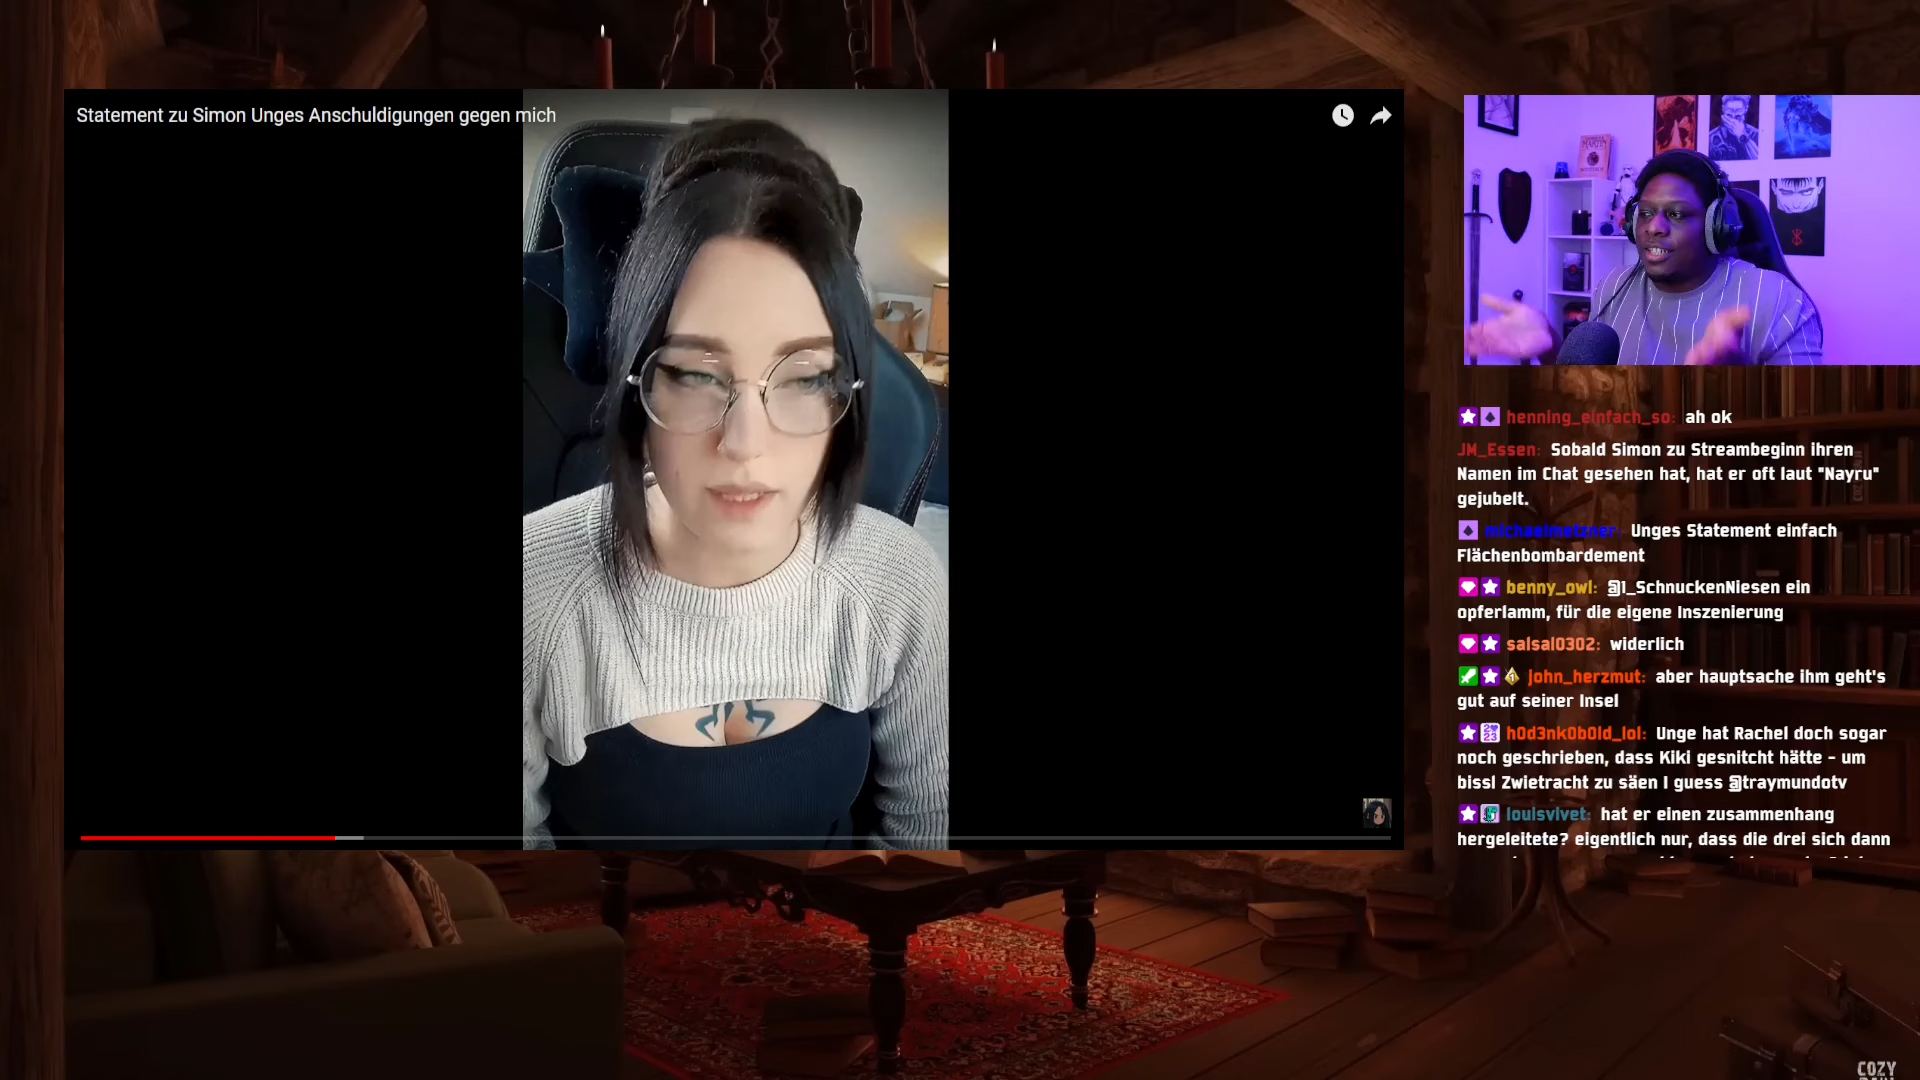 Statement zu Simon Unges Anschuldigungen gegen mich
henning_einfach_so: ah ok
JM_Essen: Sobald Simon zu Streambeginn ihren
Namen im Chat gesehen hat, hat er oft laut "Nayru"
gejubelt.
michaelmetzner: Unges Statement einfach
Flächenbombardement
benny_owl: @I_SchnuckenNiesen ein
opferlamm, für die eigene Inszenierung
salsal0302: widerlich
john_herzmut: aber hauptsache ihm geht's
gut auf seiner Insel
h0d3nk0b0ld_lol: Unge hat Rachel doch sogar
noch geschrieben, dass Kiki gesnitcht hätte - um
bissl Zwietracht zu säen I guess @traymundotv
louisvivet: hat er einen zusammenhang
hergeleitete? eigentlich nur, dass die drei sich dann
COZY